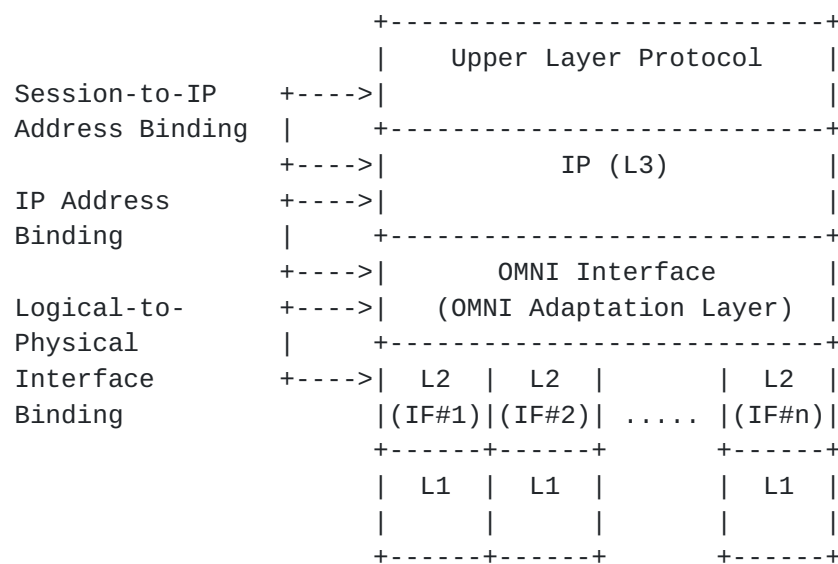 +----------------------------+
                      |    Upper Layer Protocol    |
Session-to-IP    +---->|                            |
Address Binding  |     +----------------------------+
                 +---->|           IP (L3)          |
IP Address       +---->|                            |
Binding          |     +----------------------------+
                 +---->|       OMNI Interface       |
Logical-to-      +---->|   (OMNI Adaptation Layer)  |
Physical         |     +----------------------------+
Interface        +---->|  L2  |  L2  |       |  L2  |
Binding                |(IF#1)|(IF#2)| ..... |(IF#n)|
                       +------+------+       +------+
                       |  L1  |  L1  |       |  L1  |
                       |      |      |       |      |
                       +------+------+       +------+